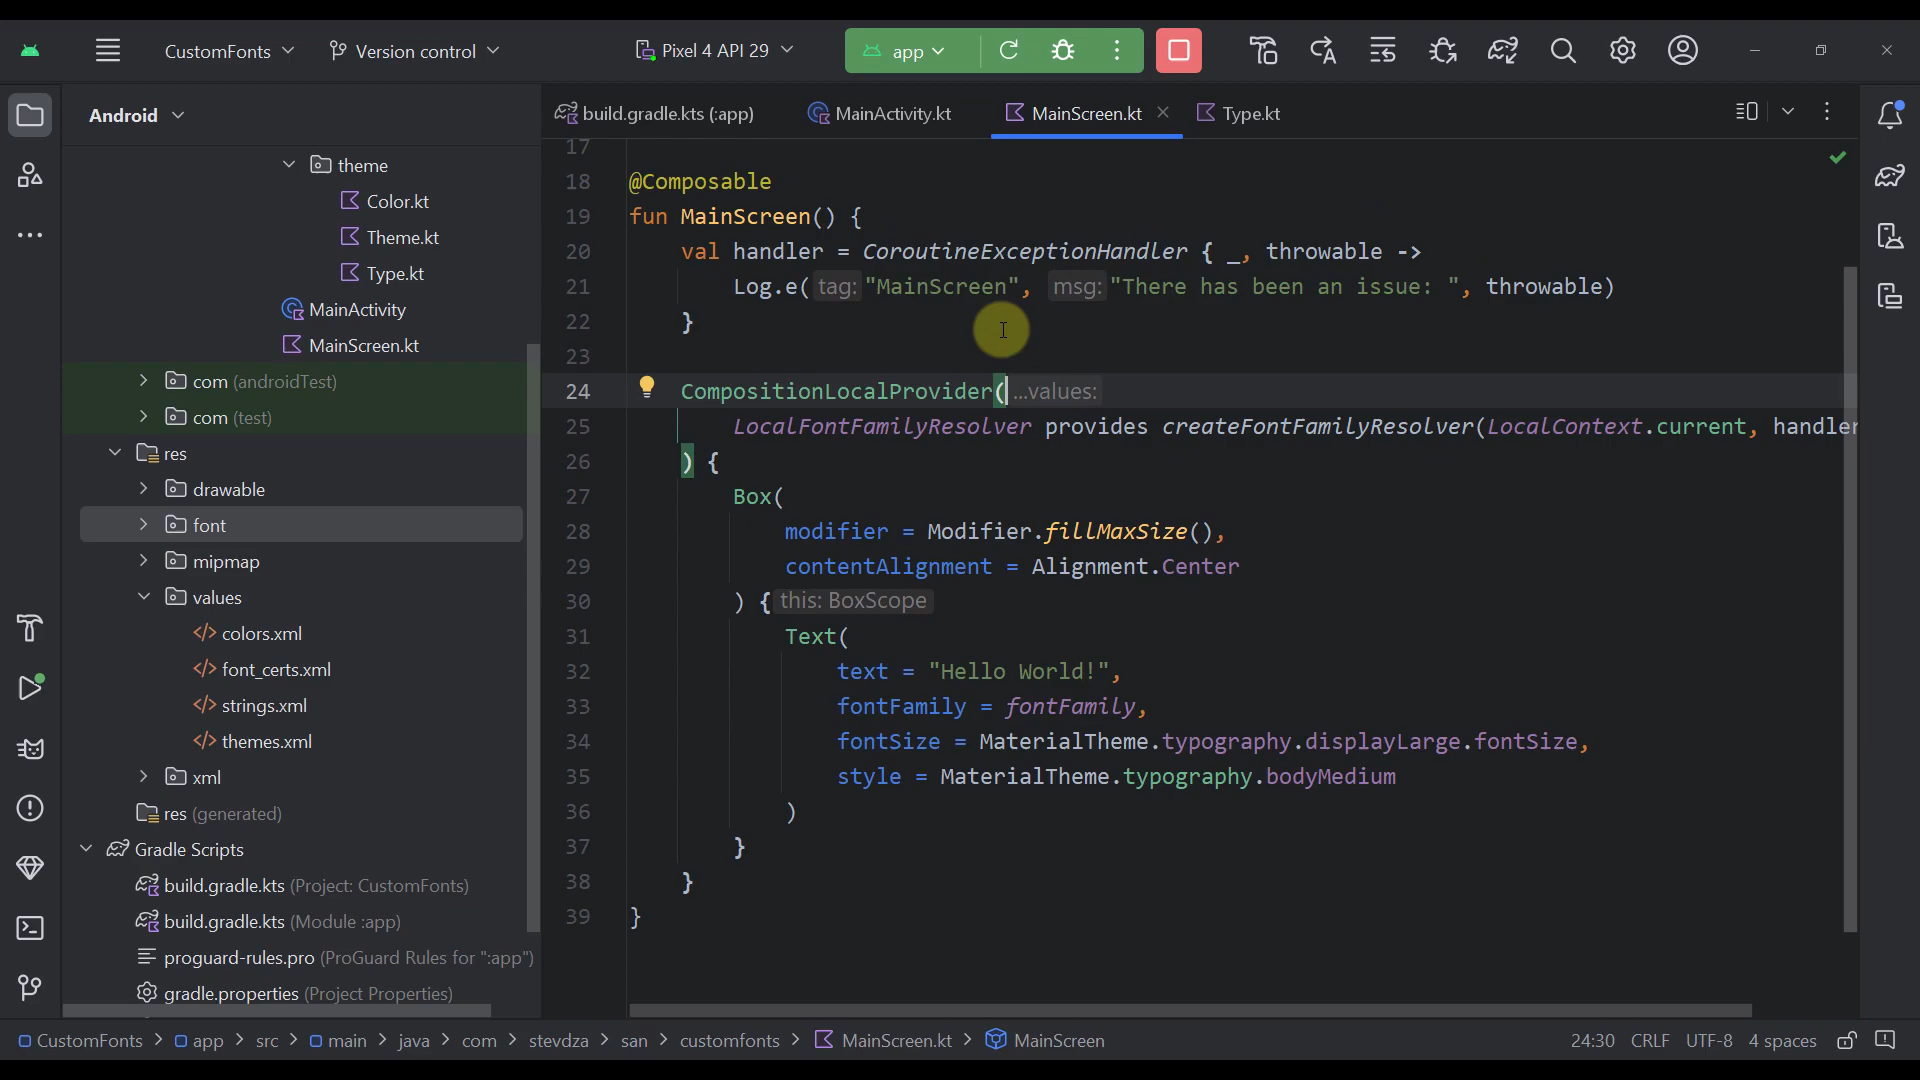 CustomFonts
Version control
Pixel 4 API 29
app
Android
build.gradle.kts (:app)
MainActivity.kt
MainScreen.kt
Type.kt
theme
Color.kt
Theme.kt
Type.kt
MainActivity
MainScreen.kt
com (androidTest)
com (test)
res
drawable
font
mipmap
values
colors.xml
font_certs.xml
strings.xml
themes.xml
xml
res (generated)
Gradle Scripts
build.gradle.kts (Project: CustomFonts)
build.gradle.kts (Module :app)
proguard-rules.pro (ProGuard Rules for ":app")
gradle.properties (Project Properties)
17
18 @Composable
19 fun MainScreen() {
20 val handler = CoroutineExceptionHandler { _, throwable ->
21 Log.e( tag: "MainScreen", msg: "There has been an issue: ", throwable)
22 }
23
24 CompositionLocalProvider( ...values:
25 LocalFontFamilyResolver provides createFontFamilyResolver(LocalContext.current, handler
26 ) {
27 Box(
28 modifier = Modifier.fillMaxSize(),
29 contentAlignment = Alignment.Center
30 ) { this: BoxScope
31 Text(
32 text = "Hello World!",
33 fontFamily = fontFamily,
34 fontSize = MaterialTheme.typography.displayLarge.fontSize,
35 style = MaterialTheme.typography.bodyMedium
36 )
37 }
38 }
39 }
CustomFonts > app > src > main > java > com > stevdza > san > customfonts > MainScreen.kt > MainScreen
24:30 CRLF UTF-8 4 spaces